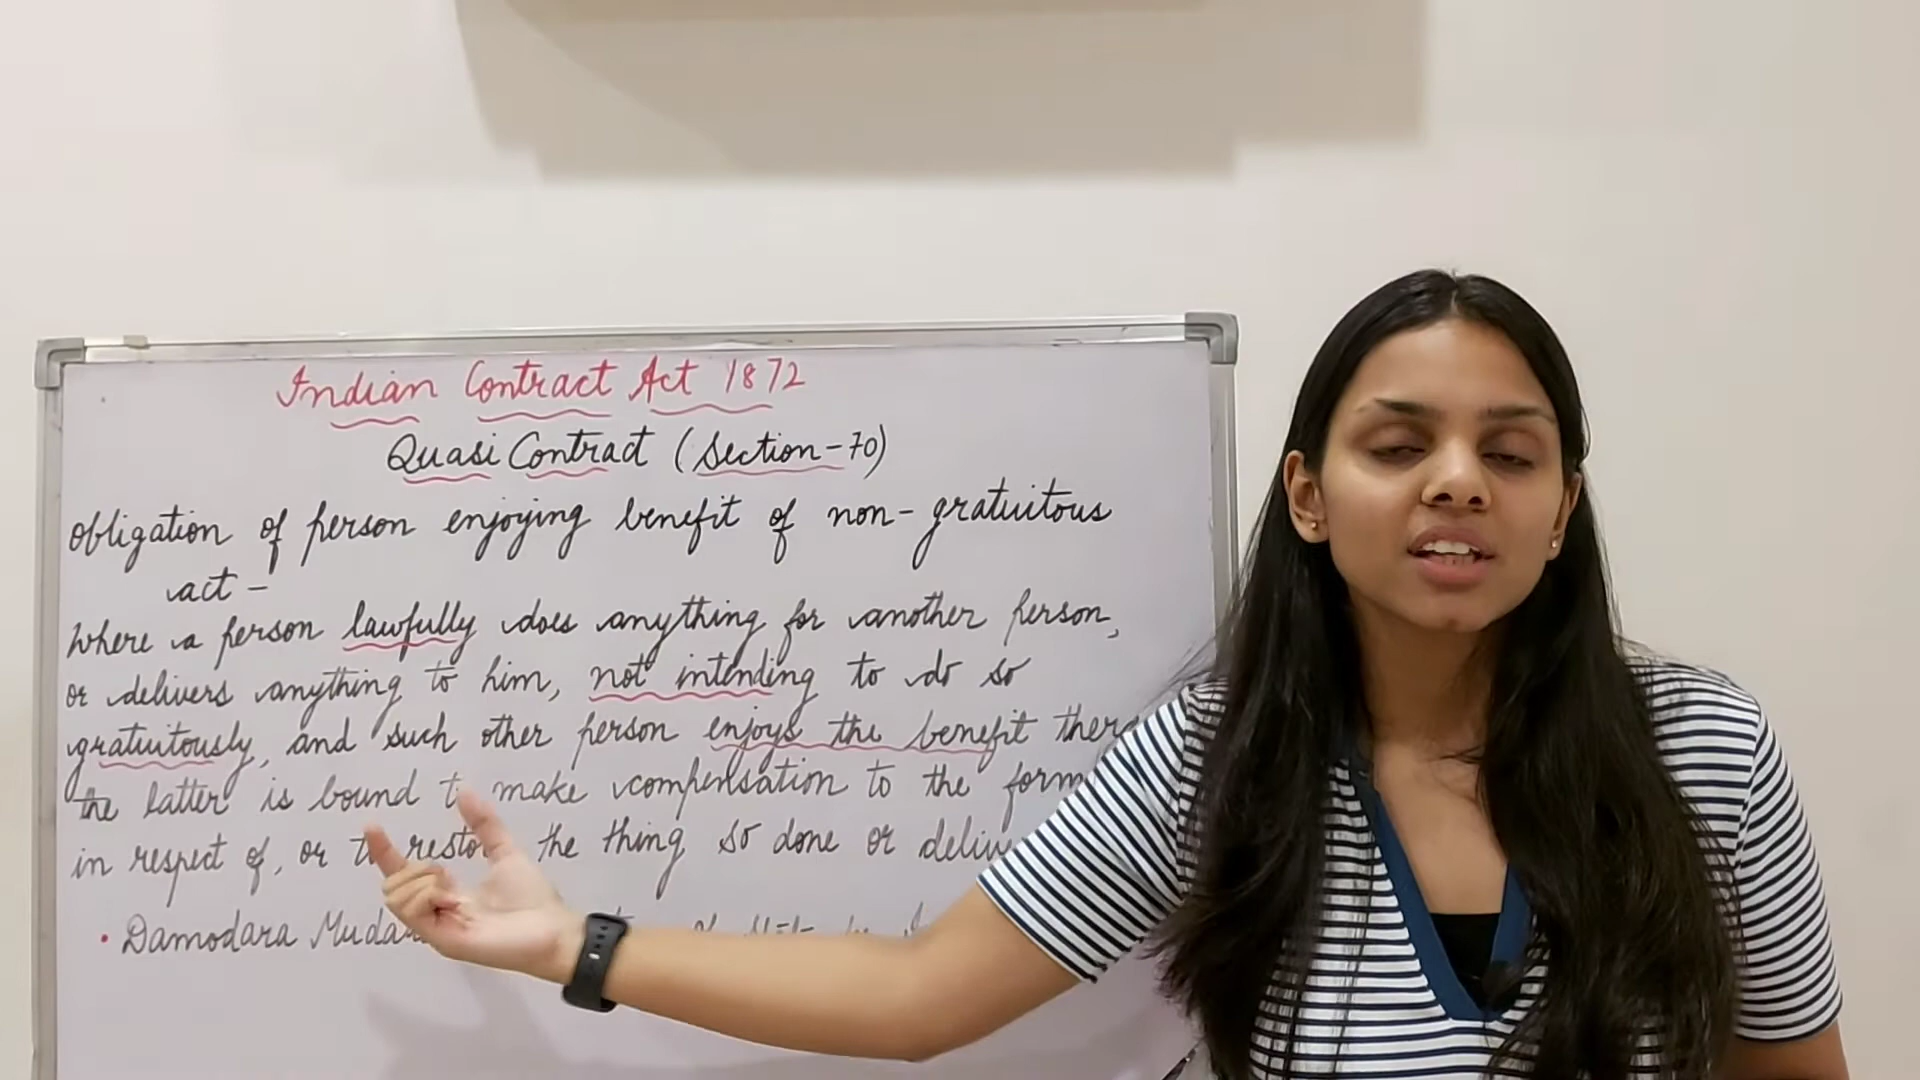 Indian Contract Act 1872
Quasi Contract (Section-70)
obligation of person enjoying benefit of non-gratuitous
act -
Where a person lawfully does anything for another person,
or delivers anything to him, not intending to do so
gratuitously, and such other person enjoys the benefit
the latter is bound to make compensation to the
in respect of, or to the thing so done or
• Damodara